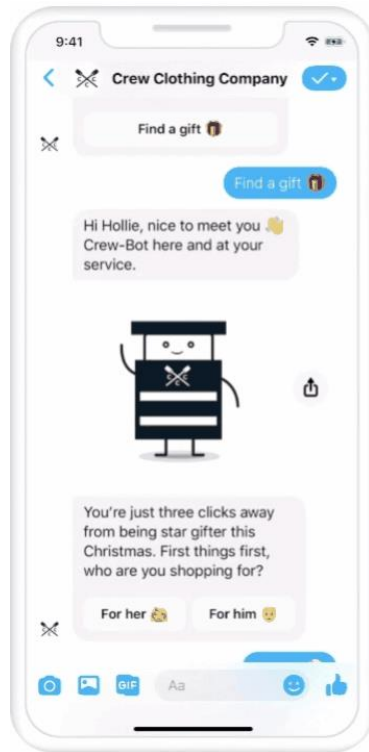 9:41
Crew Clothing Company
Find a gift 🎁
Find a gift 🎁
Hi Hollie, nice to meet you 👋
Crew-Bot here and at your
service.
You're just three clicks away
from being star gifter this
Christmas. First things first,
who are you shopping for?
For her 👩 For him 👨
GIF Aa